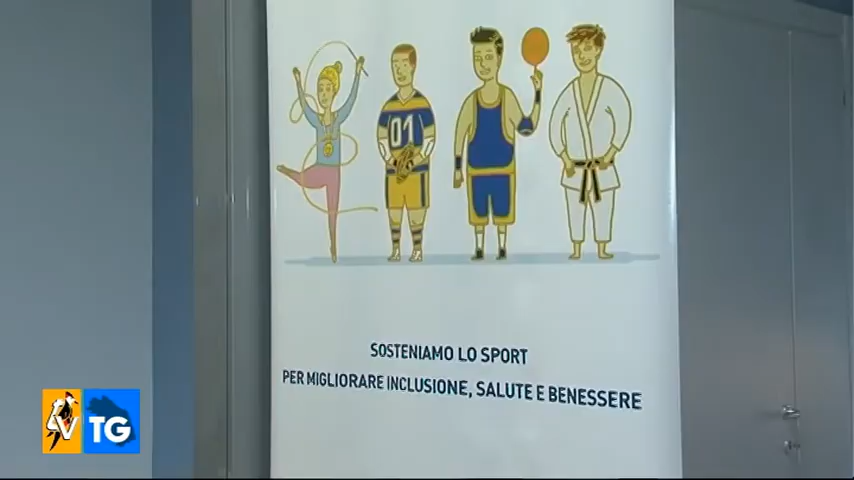 01
SOSTENIAMO LO SPORT
PER MIGLIORARE INCLUSIONE, SALUTE E BENESSERE
V TG